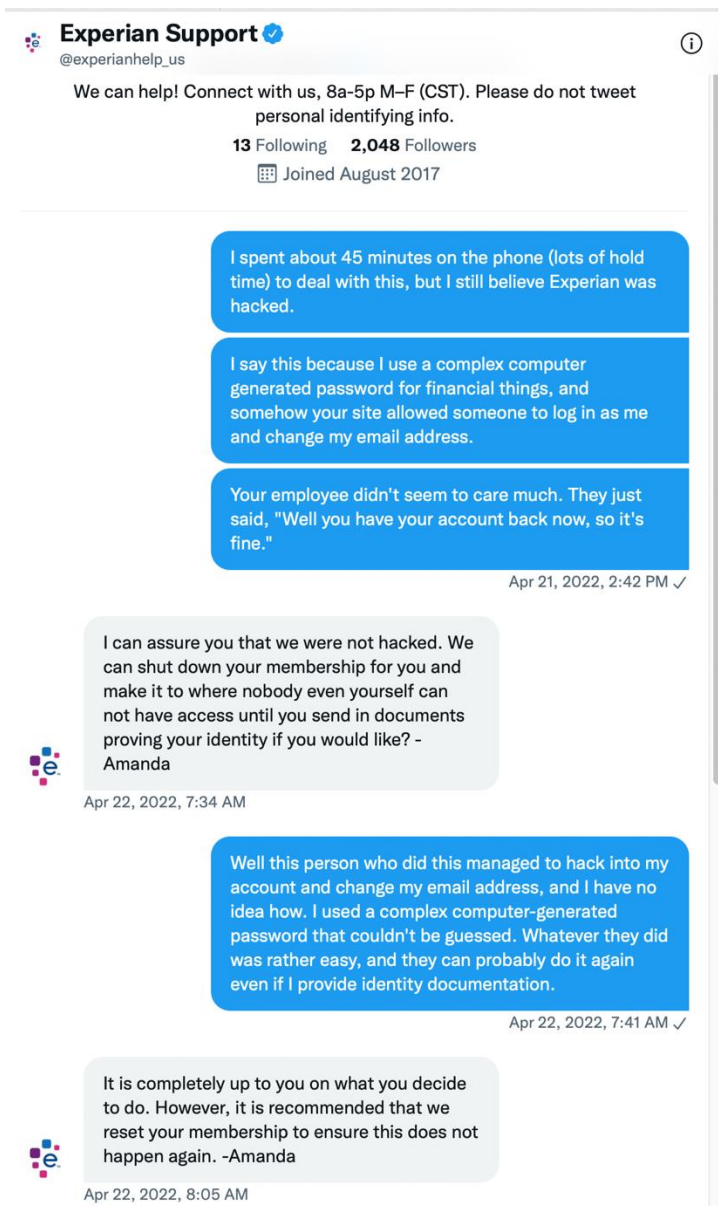 Experian Support
@experianhelp_us
We can help! Connect with us, 8a-5p M–F (CST). Please do not tweet
personal identifying info.
13 Following 2,048 Followers
Joined August 2017
I spent about 45 minutes on the phone (lots of hold
time) to deal with this, but I still believe Experian was
hacked.
I say this because I use a complex computer
generated password for financial things, and
somehow your site allowed someone to log in as me
and change my email address.
Your employee didn't seem to care much. They just
said, "Well you have your account back now, so it's
fine."
Apr 21, 2022, 2:42 PM ✓
I can assure you that we were not hacked. We
can shut down your membership for you and
make it to where nobody even yourself can
not have access until you send in documents
proving your identity if you would like? -
Amanda
e
Apr 22, 2022, 7:34 AM
Well this person who did this managed to hack into my
account and change my email address, and I have no
idea how. I used a complex computer-generated
password that couldn't be guessed. Whatever they did
was rather easy, and they can probably do it again
even if I provide identity documentation.
Apr 22, 2022, 7:41 AM ✓
It is completely up to you on what you decide
to do. However, it is recommended that we
reset your membership to ensure this does not
happen again. -Amanda
e
Apr 22, 2022, 8:05 AM